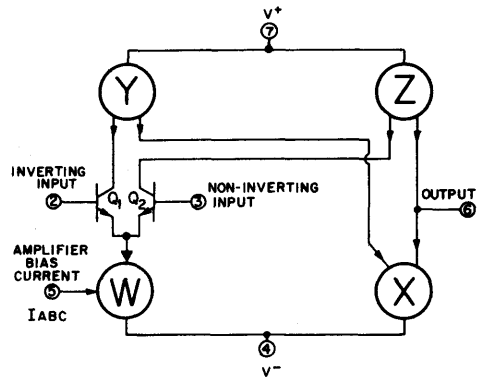 V+
⑦
Y
Z
INVERTING
INPUT
②
Q1
Q2
③
NON-INVERTING
INPUT
OUTPUT
⑥
AMPLIFIER
BIAS
CURRENT
⑤
IABC
W
X
④
V-